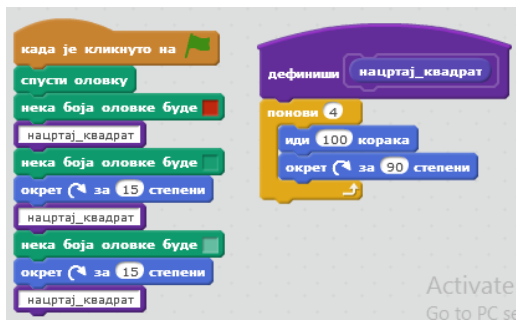 када је кликнуто на
спусти оловку
нека боја оловке буде
нацртај_квадрат
нека боја оловке буде
окрет за 15 степени
нацртај_квадрат
нека боја оловке буде
окрет за 15 степени
нацртај_квадрат
дефиниши нацртај_квадрат
понови 4
иди 100 корака
окрет за 90 степени
Activate
Go to PC se